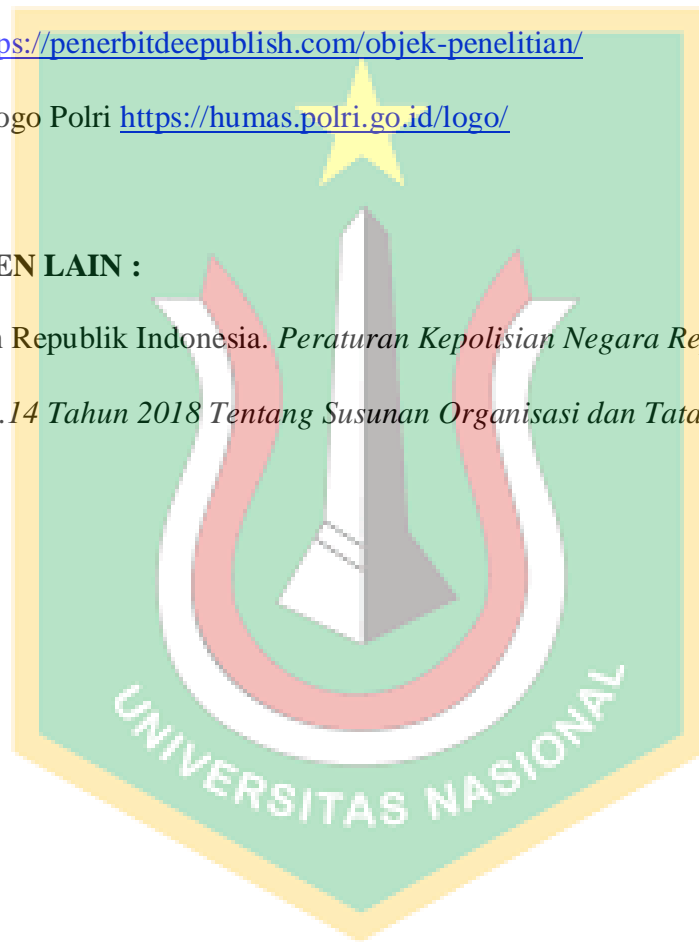 ps://penerbitdeepublish.com/objek-penelitian/
ogo Polri https://humas.polri.go.id/logo/
EN LAIN :
n Republik Indonesia. Peraturan Kepolisian Negara Re
.14 Tahun 2018 Tentang Susunan Organisasi dan Tata
UNIVERSITAS NASIONAL